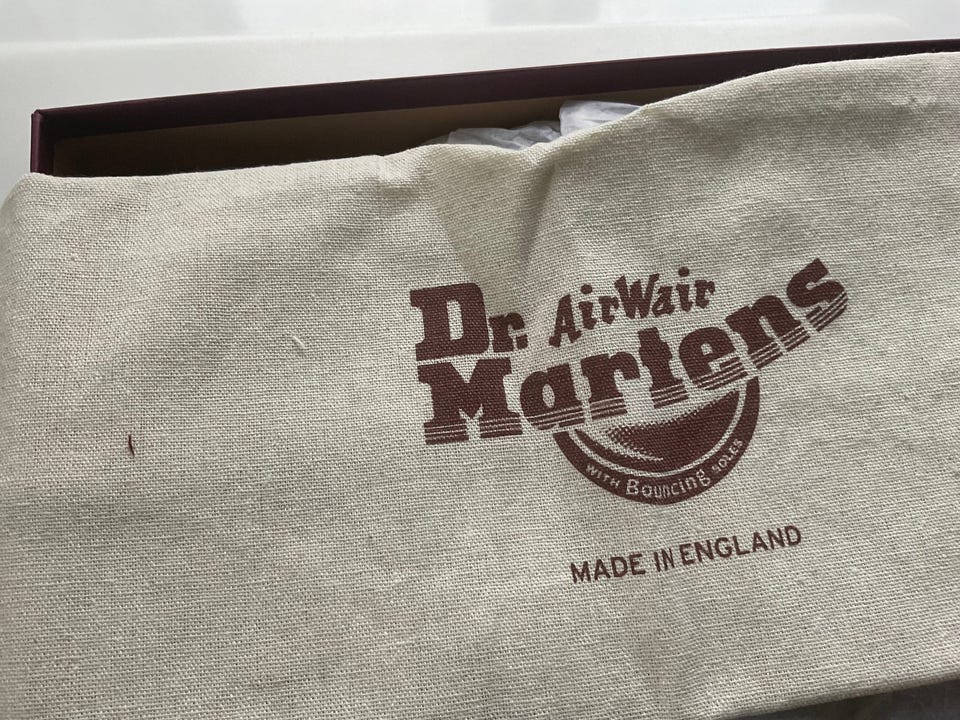 Dr. AirWair
Martens
WITH Bouncing SOLES
MADE IN ENGLAND